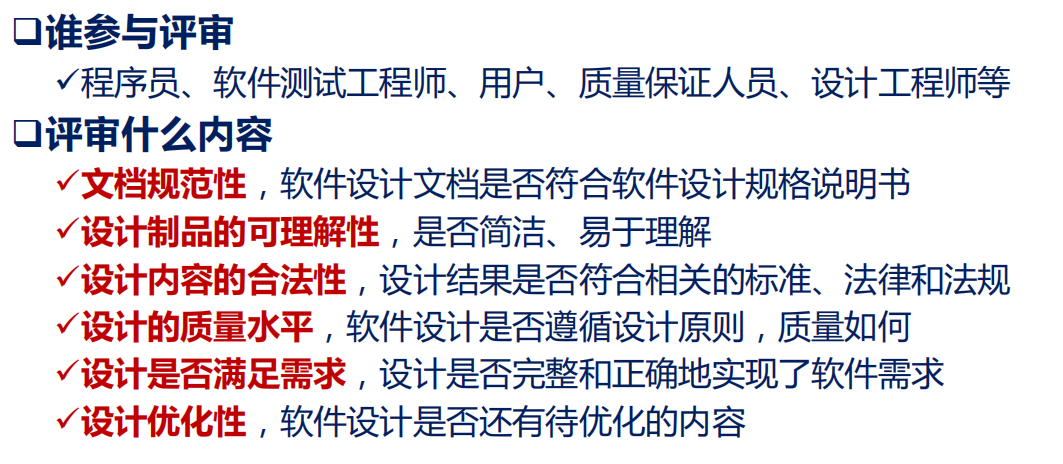 ❑谁参与评审
✓程序员、软件测试工程师、用户、质量保证人员、设计工程师等
❑评审什么内容
✓文档规范性，软件设计文档是否符合软件设计规格说明书
✓设计制品的可理解性，是否简洁、易于理解
✓设计内容的合法性，设计结果是否符合相关的标准、法律和法规
✓设计的质量水平，软件设计是否遵循设计原则，质量如何
✓设计是否满足需求，设计是否完整和正确地实现了软件需求
✓设计优化性，软件设计是否还有待优化的内容